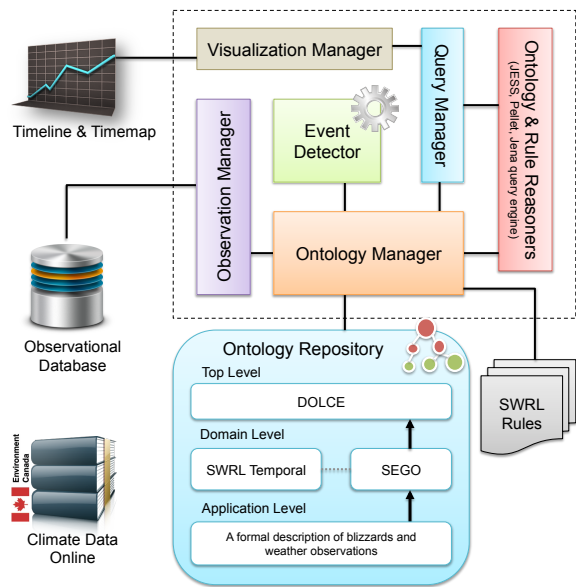 Visualization Manager
Timeline & Timemap
Query Manager
Ontology & Rule Reasoners
(JESS, Pellet, Jena query engine)
Observation Manager
Event
Detector
Ontology Manager
Observational
Database
Ontology Repository
Top Level
DOLCE
Domain Level
SWRL Temporal
SEGO
Application Level
A formal description of blizzards and
weather observations
SWRL
Rules
Environment
Canada
Climate Data
Online